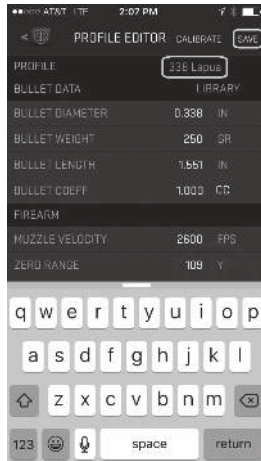 AT&T LTE 2:07 PM
< PROFILE EDITOR CALIBRATE SAVE
PROFILE 338 Lapua
BULLET DATA LIBRARY
BULLET DIAMETER 0.338 IN
BULLET WEIGHT 250 GR
BULLET LENGTH 1.551 IN
BULLET COEFF 1.000 CD
FIREARM
MUZZLE VELOCITY 2600 FPS
ZERO RANGE 109 Y
q w e r t y u i o p
a s d f g h j k l
z x c v b n m
123 space return